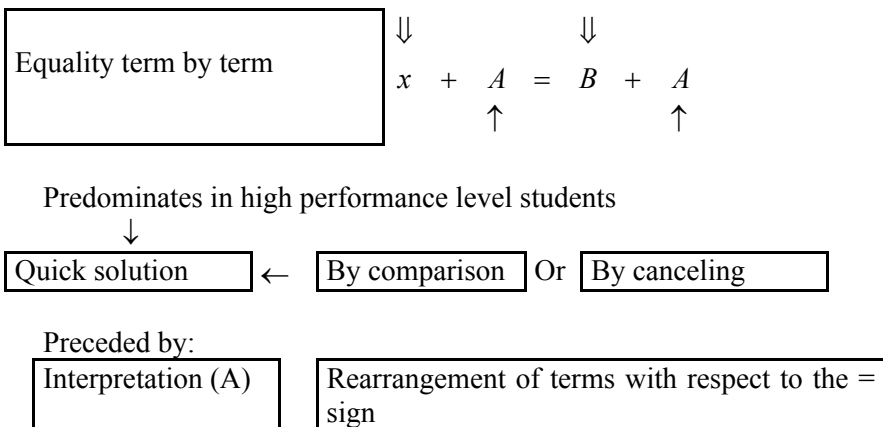 ⇓ ⇓
Equality term by term
x + A = B + A
↑ ↑
Predominates in high performance level students
↓
Quick solution ← By comparison Or By canceling
Preceded by:
Interpretation (A) Rearrangement of terms with respect to the =
sign